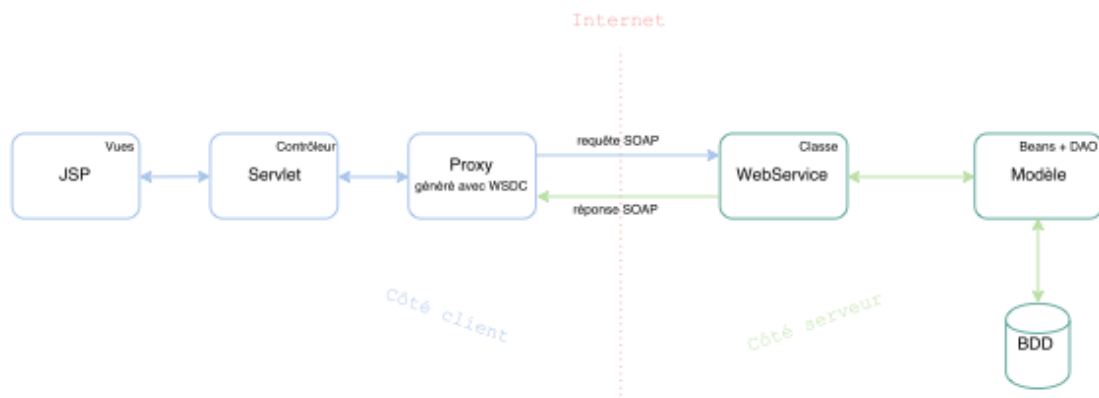 Internet
Vues
JSP
Contrôleur
Servlet
Proxy
généré avec WSDC
requête SOAP
réponse SOAP
Classe
WebService
Beans + DAO
Modèle
Côté client
Côté serveur
BDD